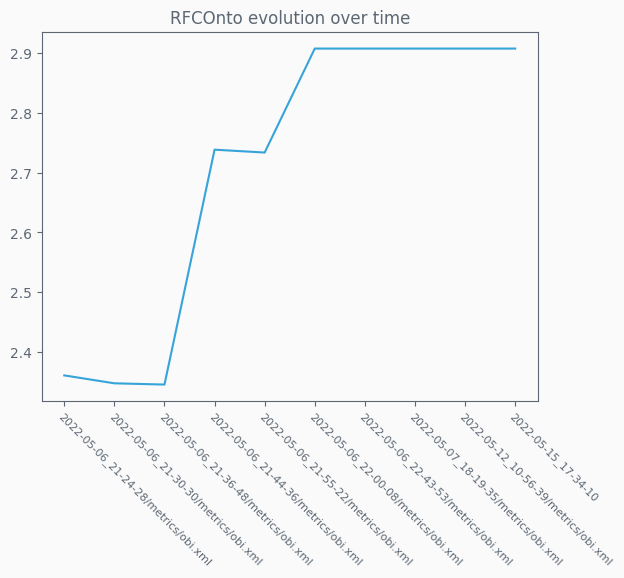 RFCOnto evolution over time
2.9
2.8
2.7
2.6
2.5
2.4
2022-05-06_21-24-28/metrics/obi.xml
2022-05-06_21-30-30/metrics/obi.xml
2022-05-06_21-36-48/metrics/obi.xml
2022-05-06_21-44-36/metrics/obi.xml
2022-05-06_21-55-22/metrics/obi.xml
2022-05-06_22-00-08/metrics/obi.xml
2022-05-06_22-43-53/metrics/obi.xml
2022-05-07_18-19-35/metrics/obi.xml
2022-05-12_10-56-39/metrics/obi.xml
2022-05-15_17-34-10